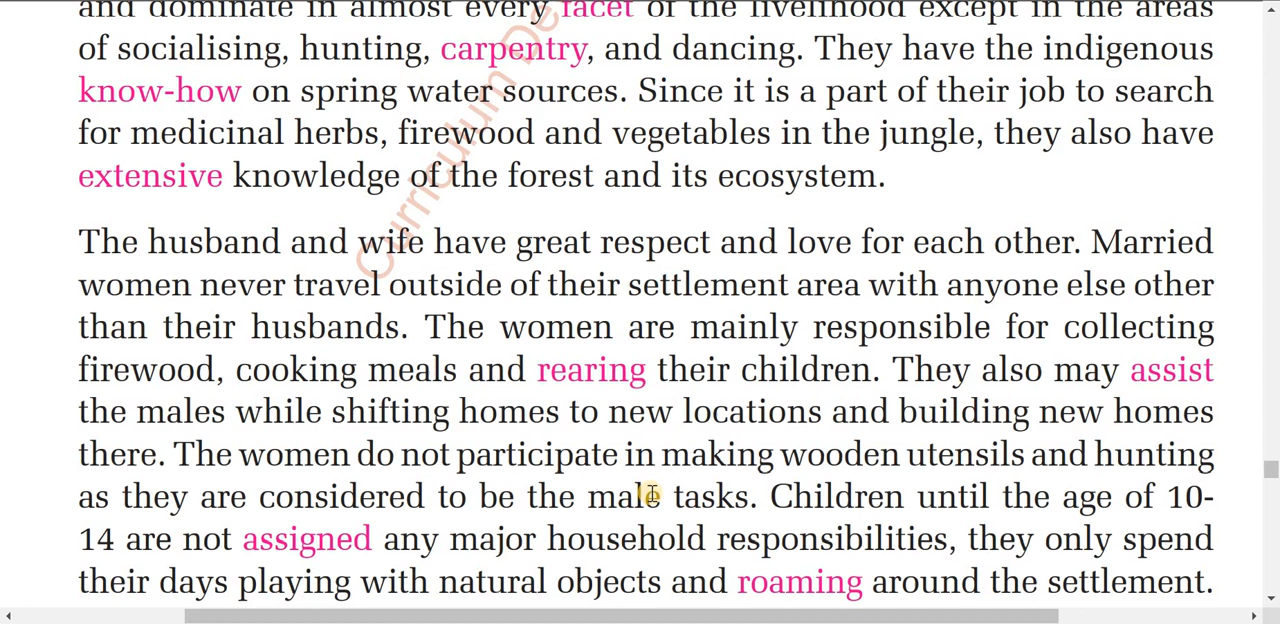 and dominate in almost every facet of the livelihood except in the areas
of socialising, hunting, carpentry, and dancing. They have the indigenous
know-how on spring water sources. Since it is a part of their job to search
for medicinal herbs, firewood and vegetables in the jungle, they also have
extensive knowledge of the forest and its ecosystem.
The husband and wife have great respect and love for each other. Married
women never travel outside of their settlement area with anyone else other
than their husbands. The women are mainly responsible for collecting
firewood, cooking meals and rearing their children. They also may assist
the males while shifting homes to new locations and building new homes
there. The women do not participate in making wooden utensils and hunting
as they are considered to be the male tasks. Children until the age of 10-
14 are not assigned any major household responsibilities, they only spend
their days playing with natural objects and roaming around the settlement.
Curriculum De